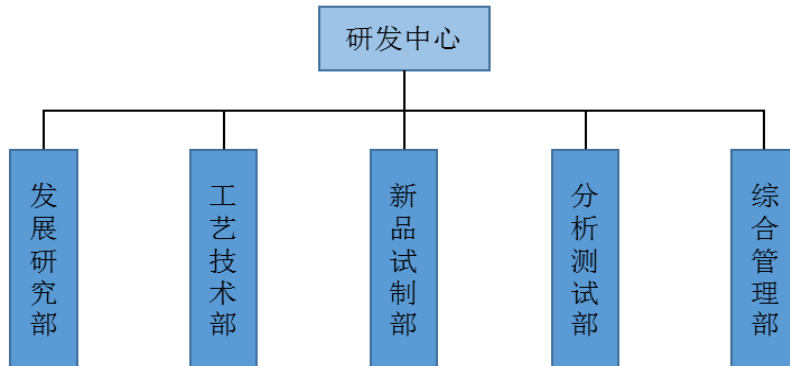 研发中心
发展研究部
工艺技术部
新品试制部
分析测试部
综合管理部